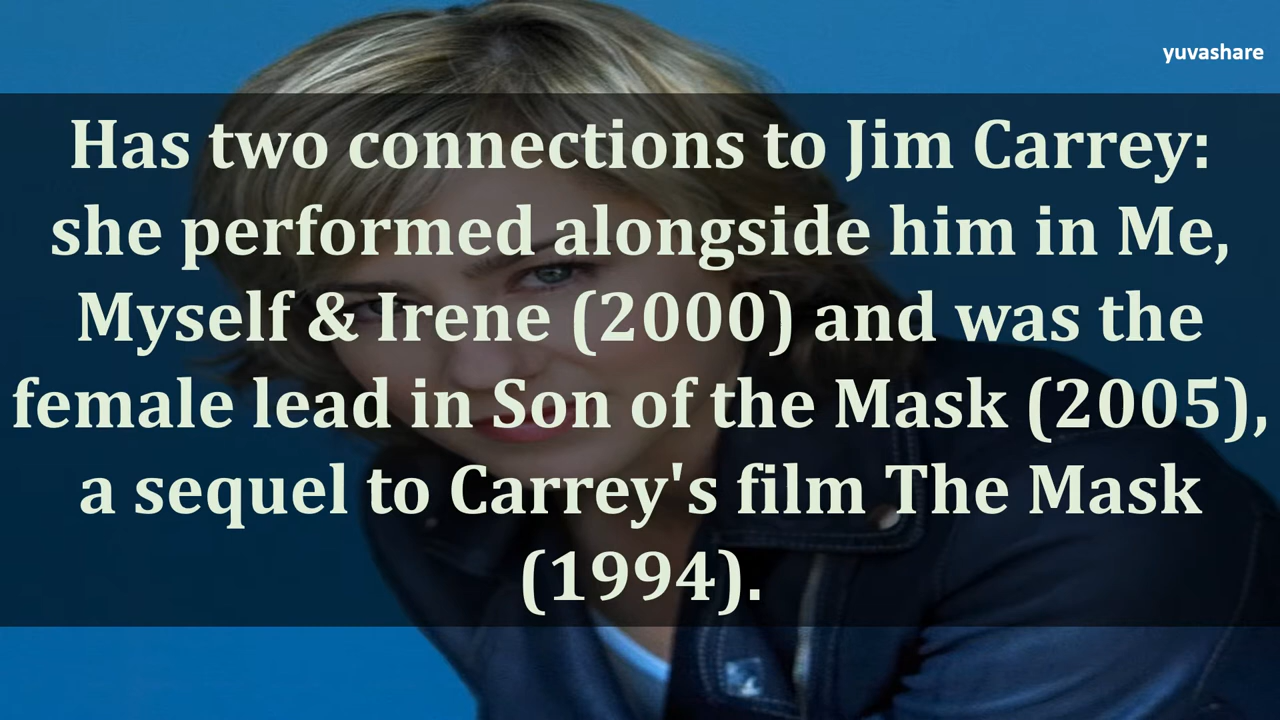 yuvashare
Has two connections to Jim Carrey:
she performed alongside him in Me,
Myself & Irene (2000) and was the
female lead in Son of the Mask (2005),
a sequel to Carrey's film The Mask
(1994).